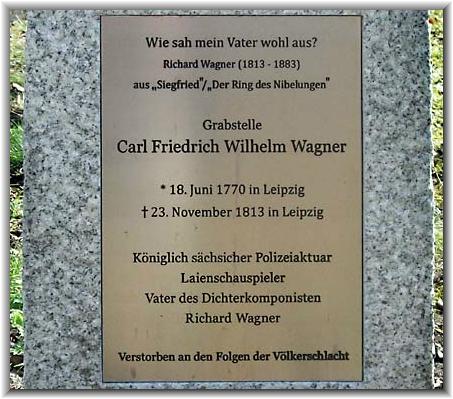 Wie sah mein Vater wohl aus?
Richard Wagner (1813 - 1883)
aus „Siegfried"/„Der Ring des Nibelungen"
Grabstelle
Carl Friedrich Wilhelm Wagner
* 18. Juni 1770 in Leipzig
† 23. November 1813 in Leipzig
Königlich sächsicher Polizeiaktuar
Laienschauspieler
Vater des Dichterkomponisten
Richard Wagner
Verstorben an den Folgen der Völkerschlacht